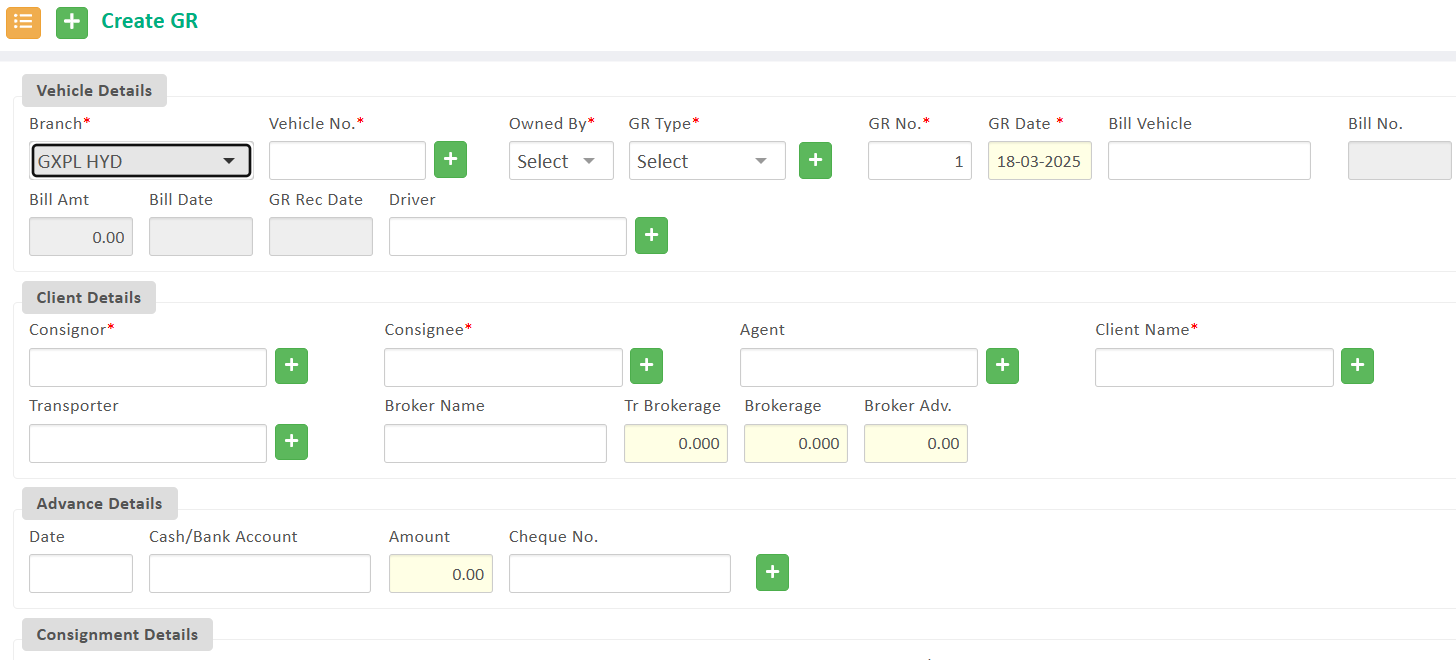 Create GR
Vehicle Details
Branch* Vehicle No.* Owned By* GR Type* GR No.* GR Date * Bill Vehicle Bill No.
GXPL HYD Select Select 1 18-03-2025
Bill Amt Bill Date GR Rec Date Driver
0.00
Client Details
Consignor* Consignee* Agent Client Name*
Transporter Broker Name Tr Brokerage Brokerage Broker Adv.
0.000 0.000 0.00
Advance Details
Date Cash/Bank Account Amount Cheque No.
0.00
Consignment Details